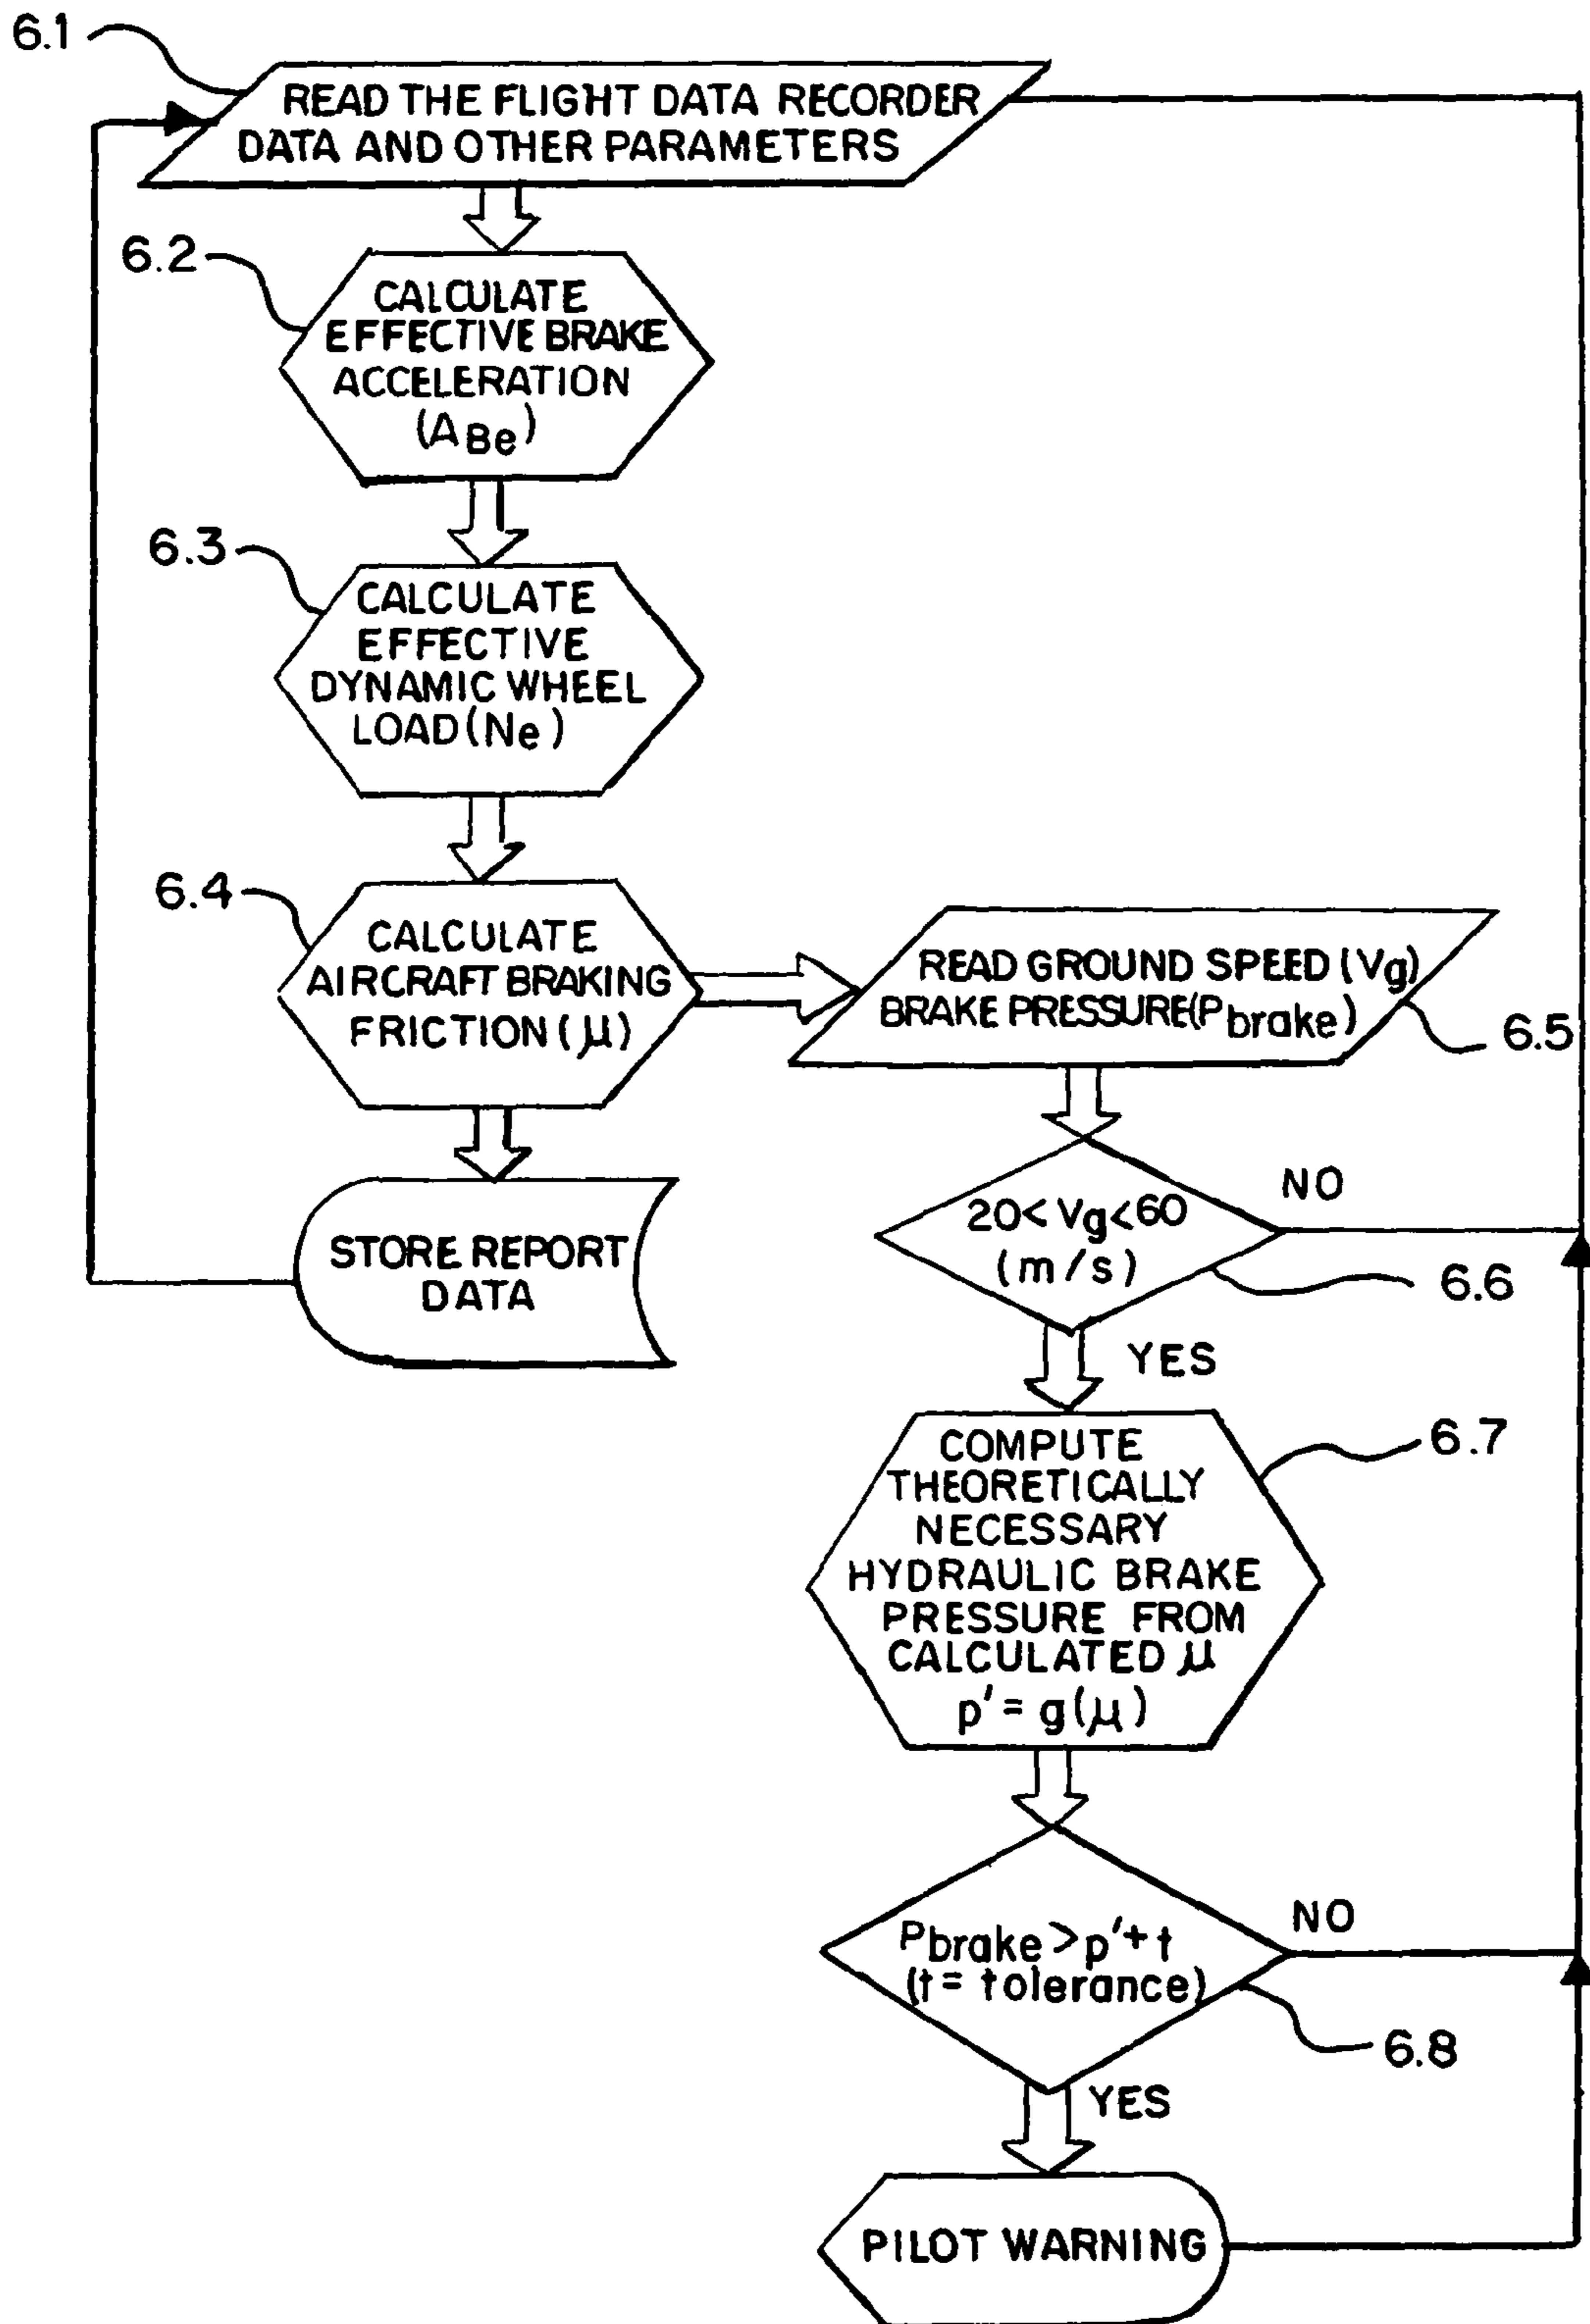 6.1
READ THE FLIGHT DATA RECORDER
DATA AND OTHER PARAMETERS
6.2
CALCULATE
EFFECTIVE BRAKE
ACCELERATION
(ABe)
6.3
CALCULATE
EFFECTIVE
DYNAMIC WHEEL
LOAD(Ne)
6.4
CALCULATE
AIRCRAFT BRAKING
FRICTION(μ)
READ GROUND SPEED(Vg)
BRAKE PRESSURE(Pbrake)
6.5
STORE REPORT
DATA
NO
20<Vg<60
(m/s)
6.6
YES
6.7
COMPUTE
THEORETICALLY
NECESSARY
HYDRAULIC BRAKE
PRESSURE FROM
CALCULATED μ
p'= g(μ)
NO
Pbrake>p'+t
(t= tolerance)
6.8
YES
PILOT WARNING